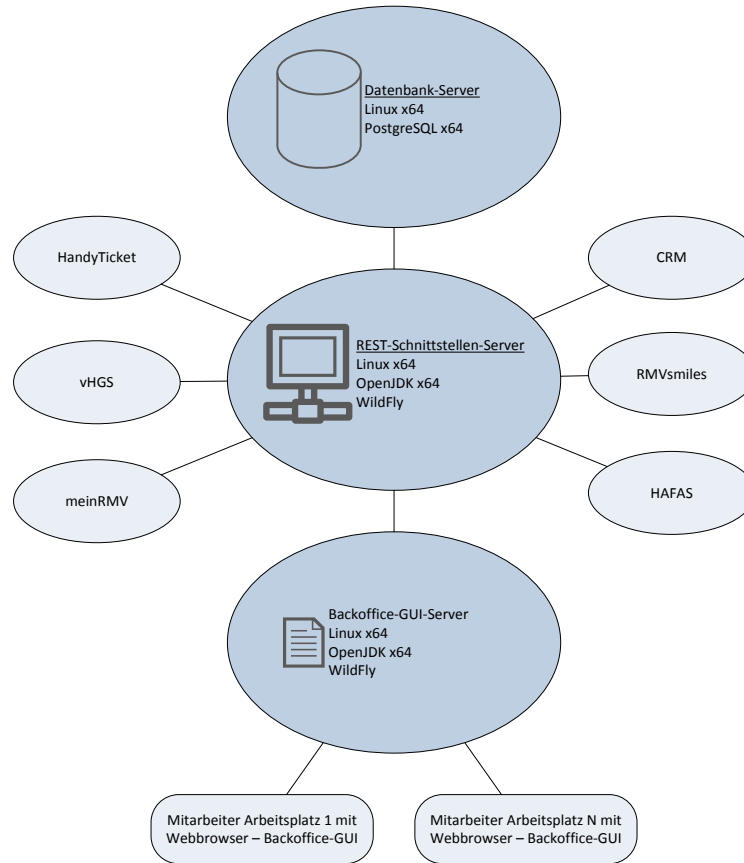 Datenbank-Server
Linux x64
PostgreSQL x64
HandyTicket
CRM
REST-Schnittstellen-Server
Linux x64
OpenJDK x64
WildFly
vHGS
RMVsmiles
meinRMV
HAFAS
Backoffice-GUI-Server
Linux x64
OpenJDK x64
WildFly
Mitarbeiter Arbeitsplatz 1 mit
Webbrowser – Backoffice-GUI
Mitarbeiter Arbeitsplatz N mit
Webbrowser – Backoffice-GUI